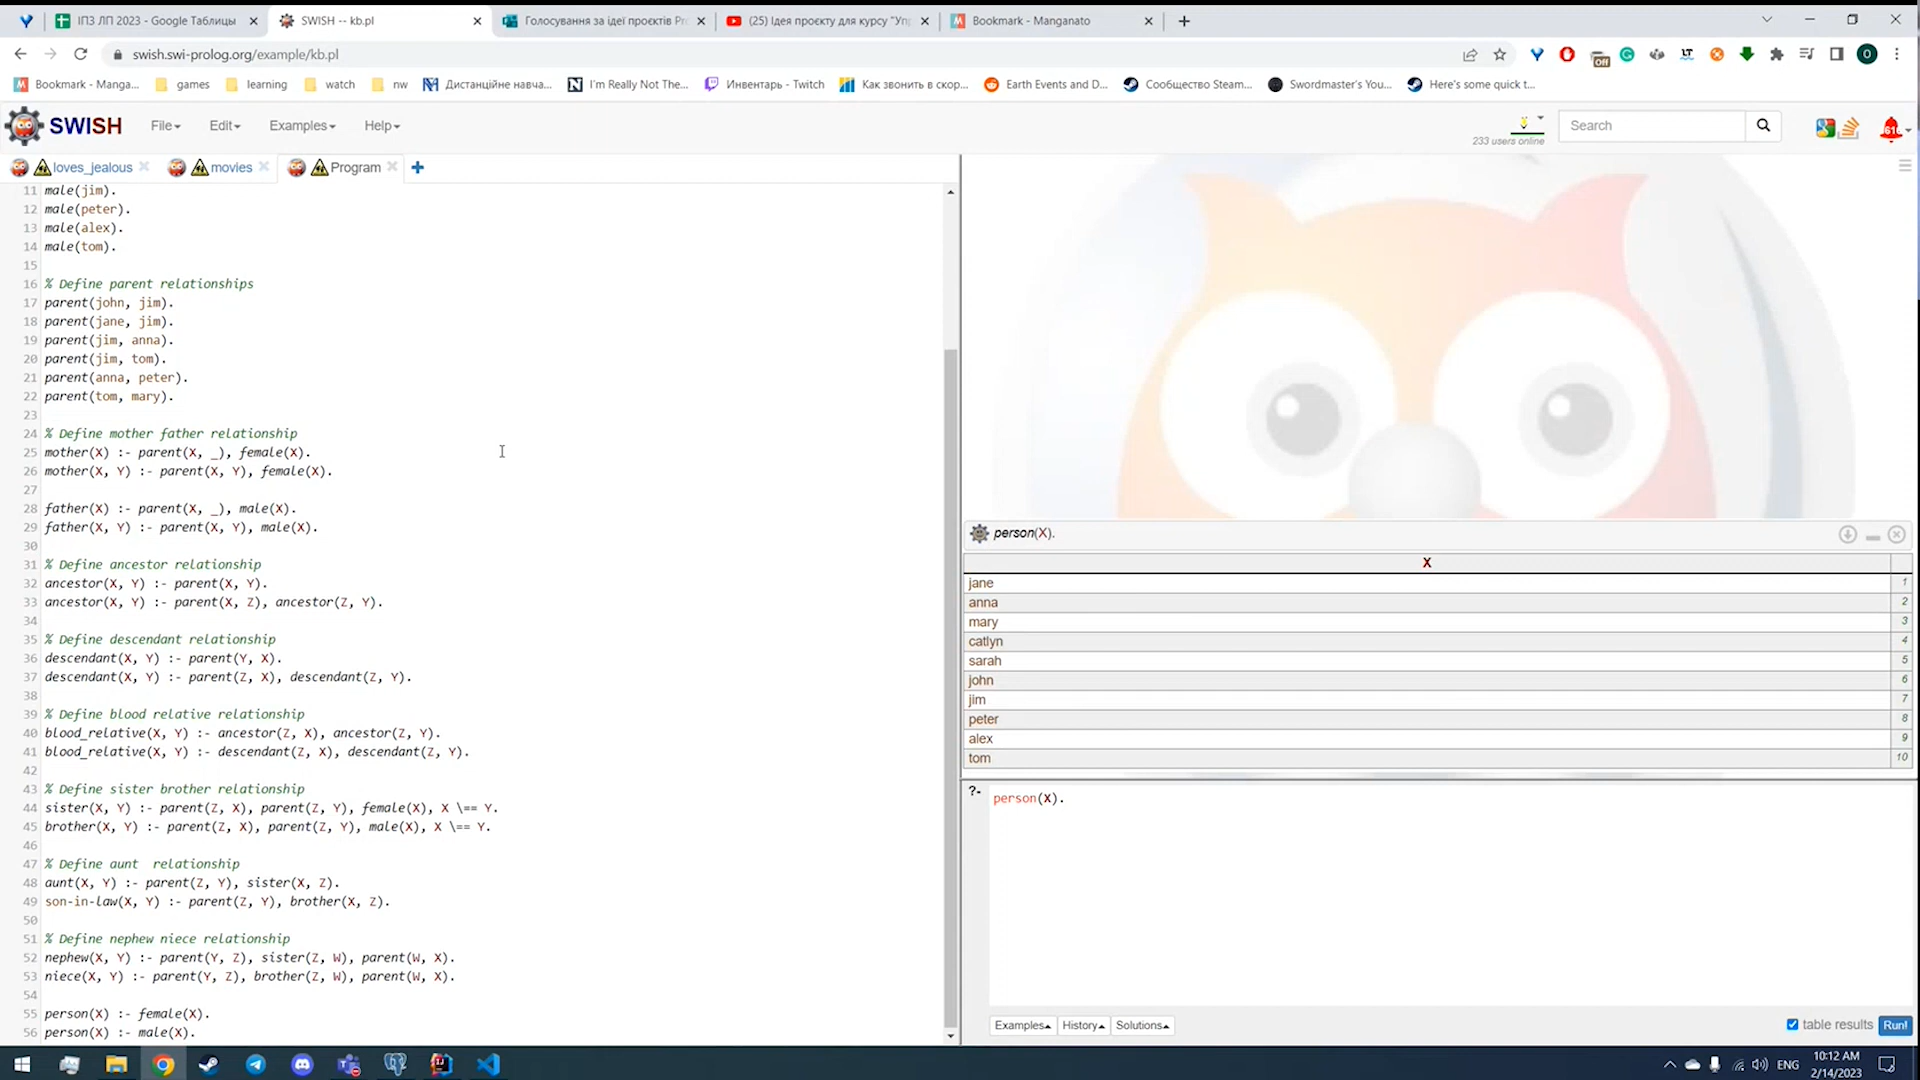 ІПЗ ЛП 2023 - Google Таблицы
SWISH -- kb.pl
Голосування за ідеї проєктів Pr
(25) Ідея проєкту для курсу "Уп
Bookmark - Manganato
swish.swi-prolog.org/example/kb.pl
Off
Bookmark - Manga...
games
learning
watch
nw
Дистанційне навча...
I'm Really Not The...
Инвентарь - Twitch
Как звонить в скор...
Earth Events and D...
Сообщество Steam...
Swordmaster's You...
Here's some quick t...
SWISH
File
Edit
Examples
Help
233 users online
Search
loves_jealous
movies
Program
11 male(jim).
12 male(peter).
13 male(alex).
14 male(tom).
15
16 % Define parent relationships
17 parent(john, jim).
18 parent(jane, jim).
19 parent(jim, anna).
20 parent(jim, tom).
21 parent(anna, peter).
22 parent(tom, mary).
23
24 % Define mother father relationship
25 mother(X) :- parent(X, _), female(X).
26 mother(X, Y) :- parent(X, Y), female(X).
27
28 father(X) :- parent(X, _), male(X).
29 father(X, Y) :- parent(X, Y), male(X).
30
31 % Define ancestor relationship
32 ancestor(X, Y) :- parent(X, Y).
33 ancestor(X, Y) :- parent(X, Z), ancestor(Z, Y).
34
35 % Define descendant relationship
36 descendant(X, Y) :- parent(Y, X).
37 descendant(X, Y) :- parent(Z, X), descendant(Z, Y).
38
39 % Define blood relative relationship
40 blood_relative(X, Y) :- ancestor(Z, X), ancestor(Z, Y).
41 blood_relative(X, Y) :- descendant(Z, X), descendant(Z, Y).
42
43 % Define sister brother relationship
44 sister(X, Y) :- parent(Z, X), parent(Z, Y), female(X), X \== Y.
45 brother(X, Y) :- parent(Z, X), parent(Z, Y), male(X), X \== Y.
46
47 % Define aunt  relationship
48 aunt(X, Y) :- parent(Z, Y), sister(X, Z).
49 son-in-law(X, Y) :- parent(Z, Y), brother(X, Z).
50
51 % Define nephew niece relationship
52 nephew(X, Y) :- parent(Y, Z), sister(Z, W), parent(W, X).
53 niece(X, Y) :- parent(Y, Z), brother(Z, W), parent(W, X).
54
55 person(X) :- female(X).
56 person(X) :- male(X).
person(X).
X
jane 1
anna 2
mary 3
catlyn 4
sarah 5
john 6
jim 7
peter 8
alex 9
tom 10
?- person(X).
Examples
History
Solutions
table results
Run!
ENG
10:12 AM
2/14/2023